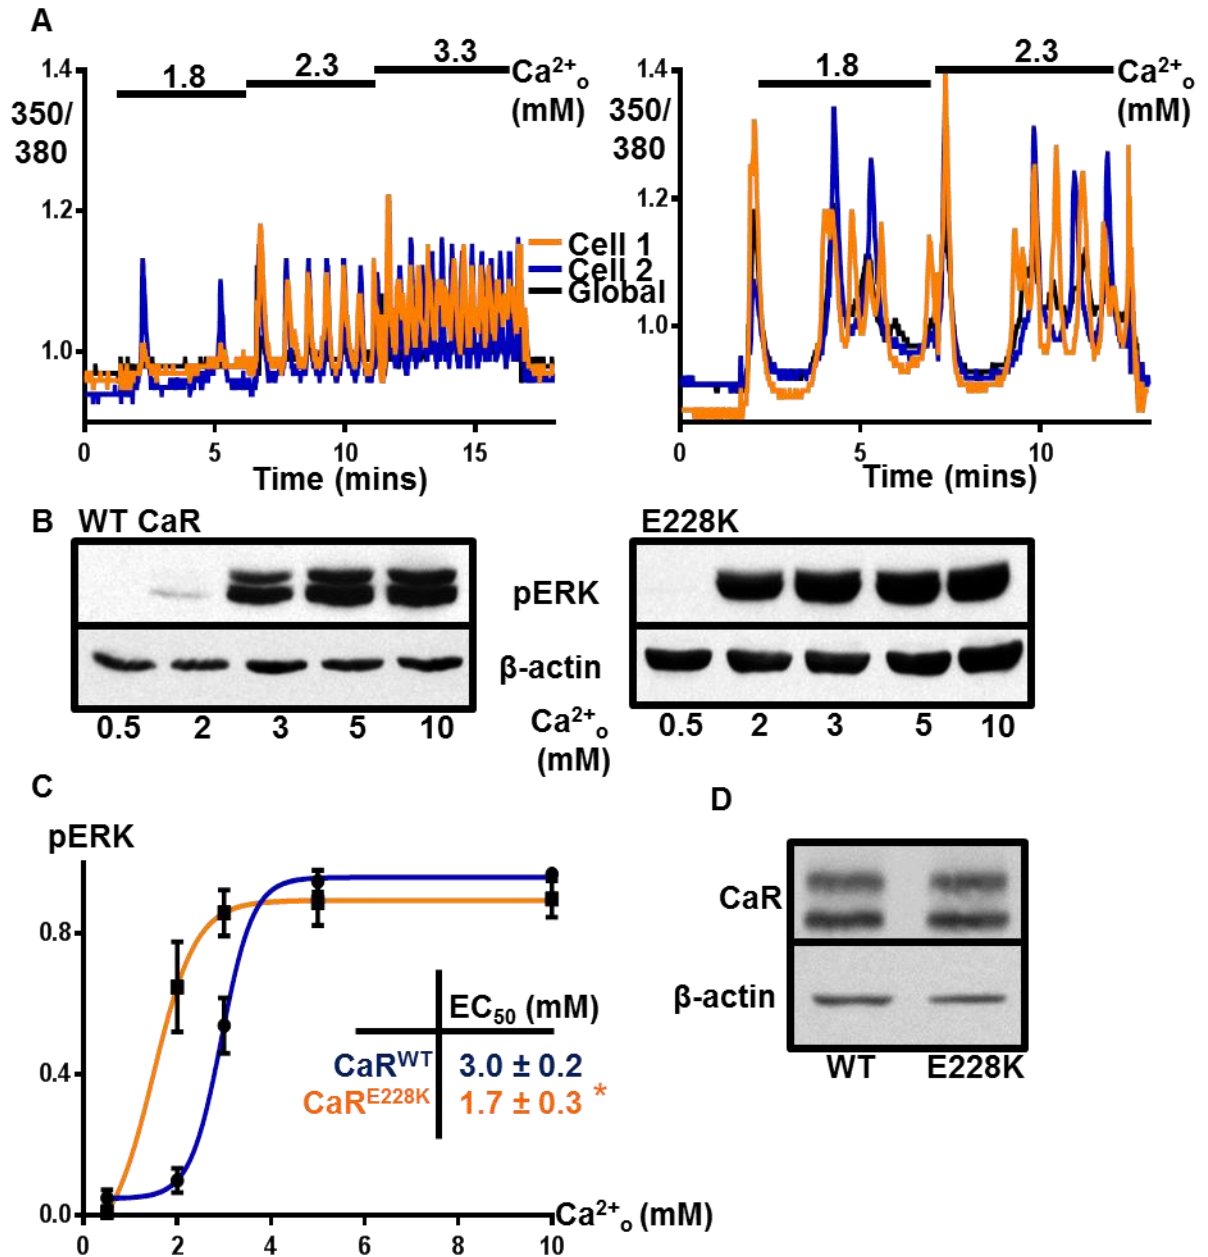 A
1.8
2.3
3.3
Ca²⁺ₒ
(mM)
1.4
350/
380
1.2
1.0
0
5
10
15
Time (mins)
Cell 1
Cell 2
Global
1.8
2.3
Ca²⁺ₒ
(mM)
1.4
350/
380
1.2
1.0
0
5
10
Time (mins)
B
WT CaR
E228K
pERK
β-actin
0.5 2 3 5 10
Ca²⁺ₒ
(mM)
0.5 2 3 5 10
C
pERK
0.8
0.4
0.0
0 2 4 6 8 10
Ca²⁺ₒ (mM)
EC₅₀ (mM)
CaRᵂᵀ 3.0 ± 0.2
CaRᴱ²²⁸ᴷ 1.7 ± 0.3 *
D
CaR
β-actin
WT E228K